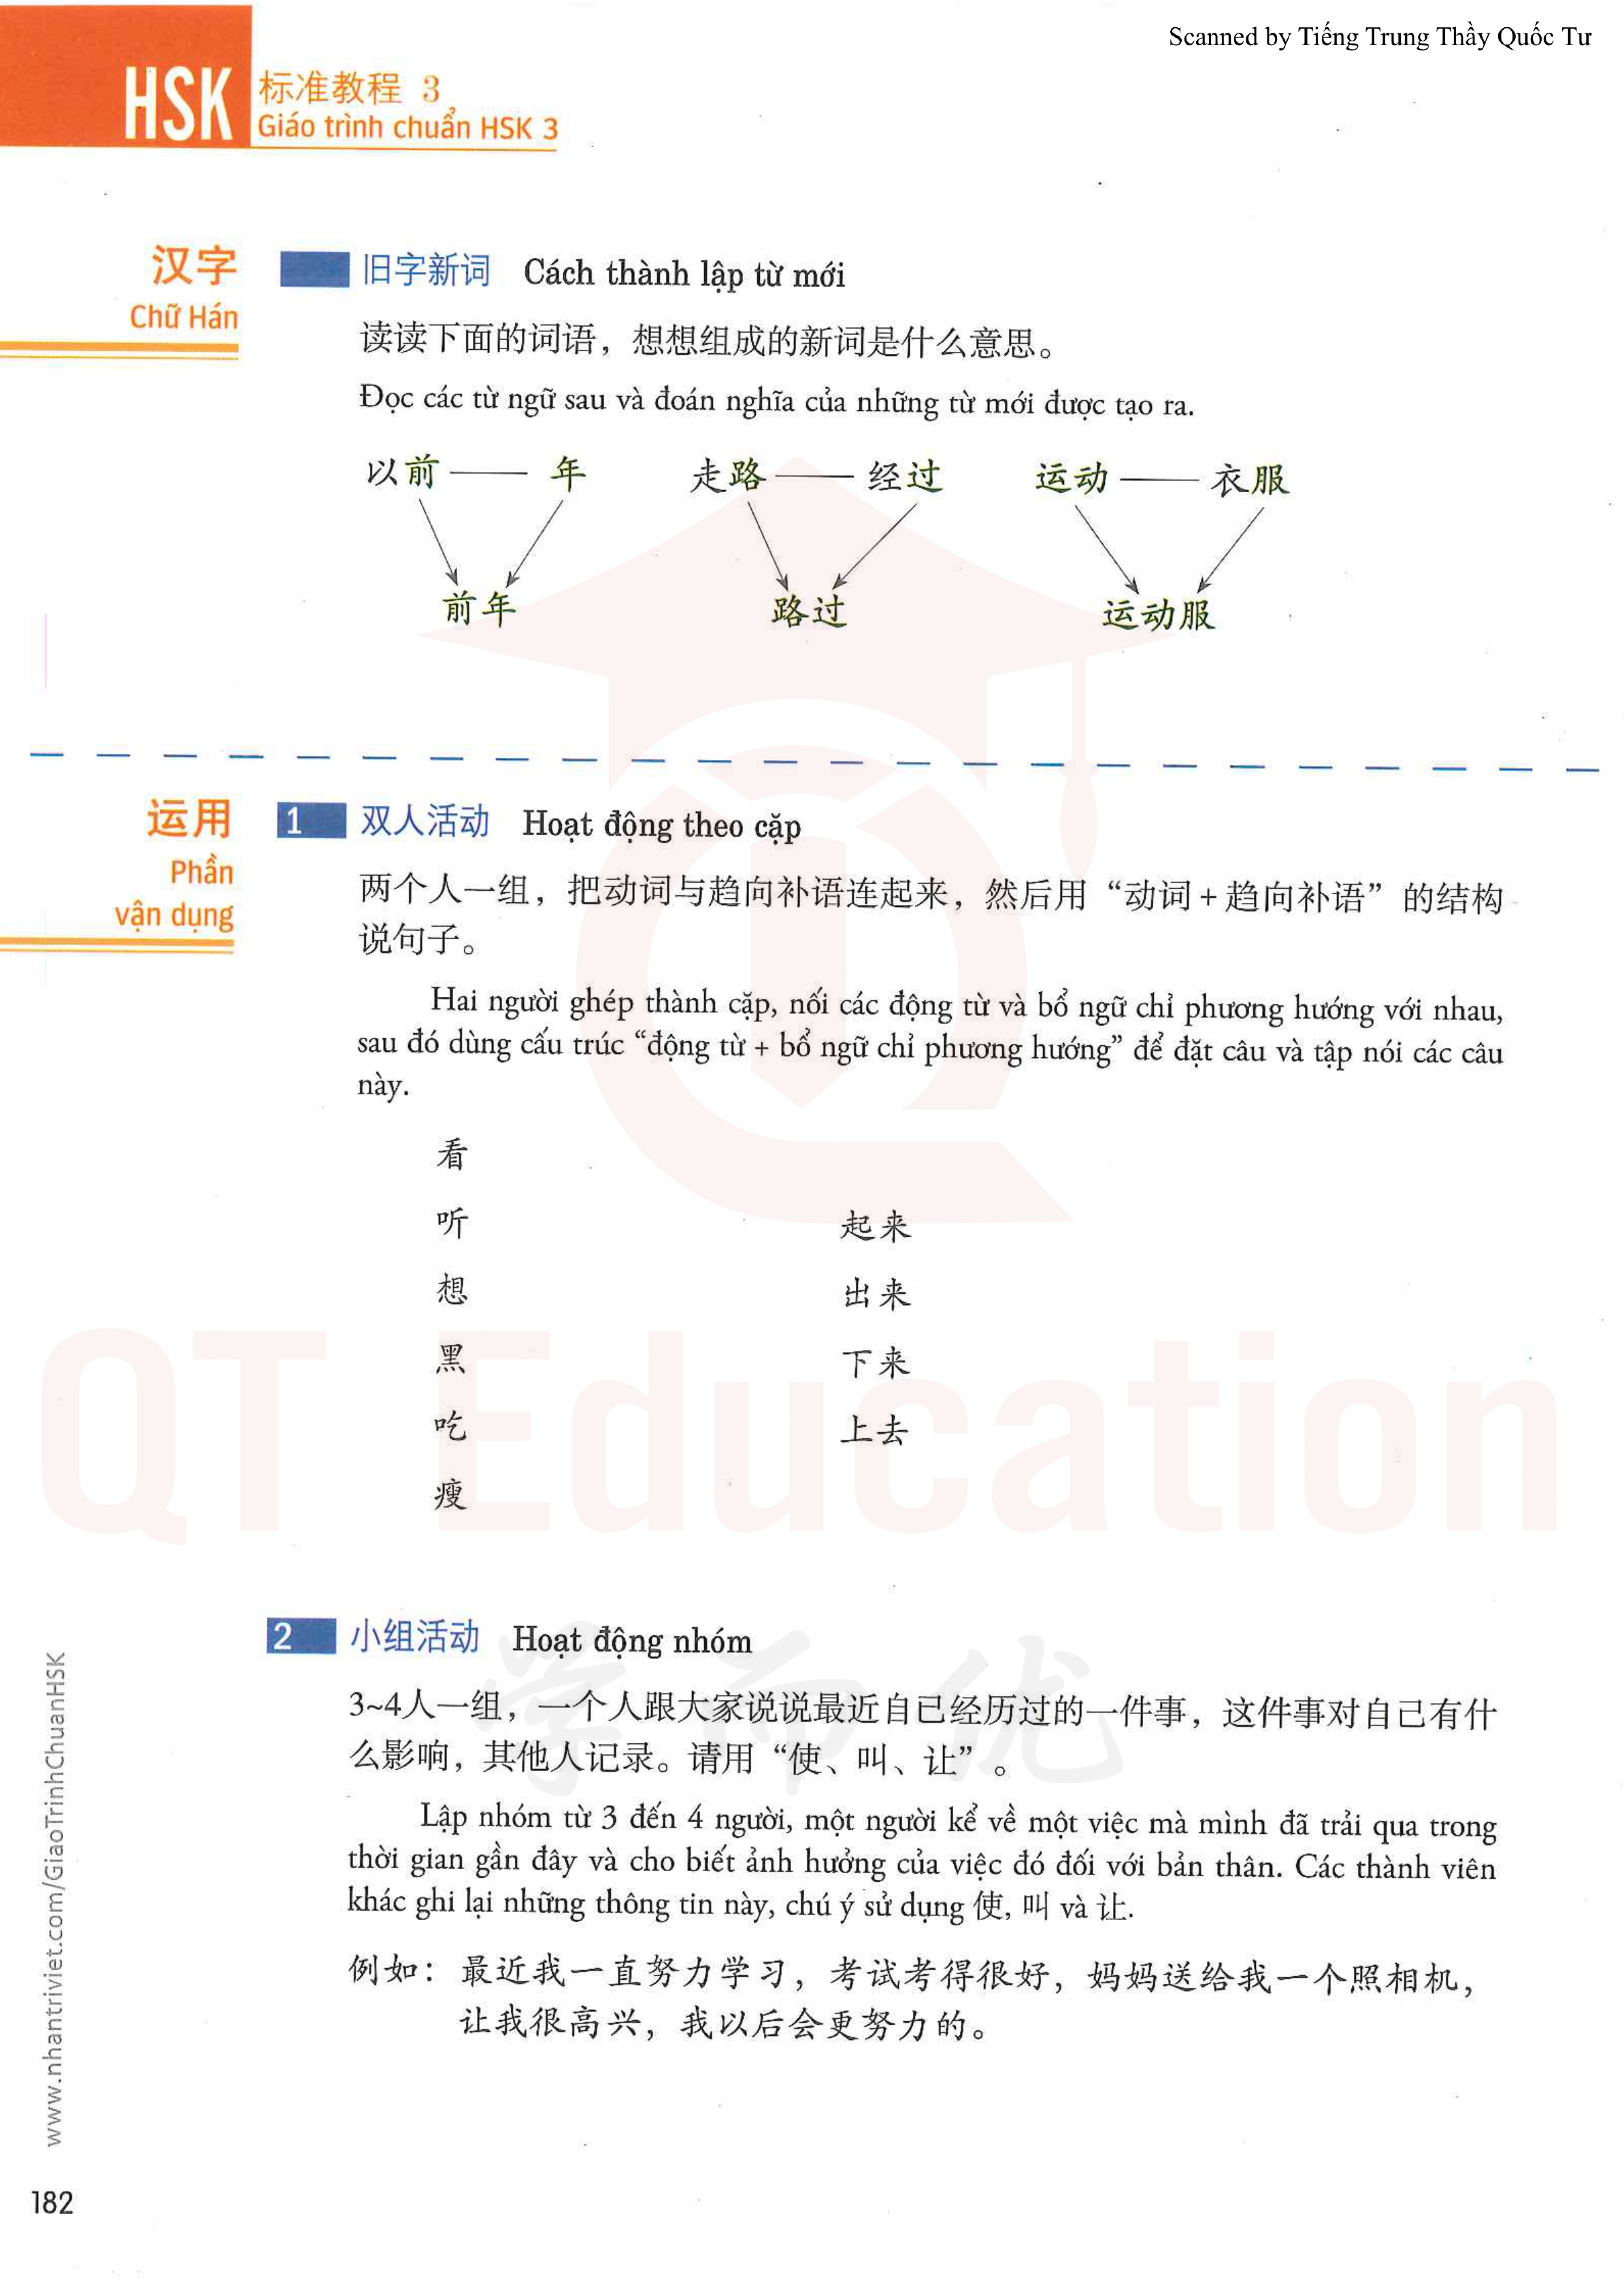 Scanned by Tiếng Trung Thầy Quốc Tư
HSK 标准教程 3
Giáo trình chuẩn HSK 3
汉字
Chữ Hán
旧字新词 Cách thành lập từ mới
读读下面的词语，想想组成的新词是什么意思。
Đọc các từ ngữ sau và đoán nghĩa của những từ mới được tạo ra.
以前 —— 年 走路 —— 经过 运动 —— 衣服
前年 路过 运动服
运用
Phần
vận dụng
1 双人活动 Hoạt động theo cặp
两个人一组，把动词与趋向补语连起来，然后用“动词+趋向补语”的结构
说句子。
Hai người ghép thành cặp, nối các động từ và bổ ngữ chỉ phương hướng với nhau,
sau đó dùng cấu trúc “động từ + bổ ngữ chỉ phương hướng” để đặt câu và tập nói các câu
này.
看
听 起来
想 出来
黑 下来
吃 上去
瘦
QT Education
2 小组活动 Hoạt động nhóm
学而优
3~4人一组，一个人跟大家说说最近自己经历过的一件事，这件事对自己有什
么影响，其他人记录。请用“使、叫、让”。
Lập nhóm từ 3 đến 4 người, một người kể về một việc mà mình đã trải qua trong
thời gian gần đây và cho biết ảnh hưởng của việc đó đối với bản thân. Các thành viên
khác ghi lại những thông tin này, chú ý sử dụng 使, 叫 và 让.
例如：最近我一直努力学习，考试考得很好，妈妈送给我一个照相机，
让我很高兴，我以后会更努力的。
www.nhantriviet.com/GiaoTrinhChuanHSK
182